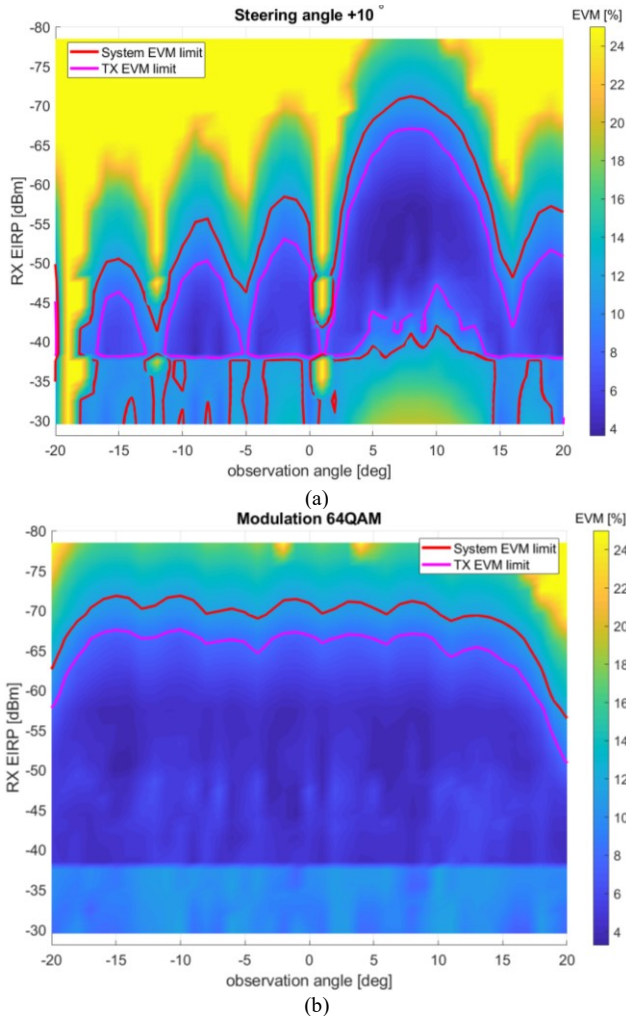 Steering angle +10 °
EVM [%]
System EVM limit
TX EVM limit
RX EIRP [dBm]
-80
-75
-70
-65
-60
-55
-50
-45
-40
-35
-30
24
22
20
18
16
14
12
10
8
6
4
-20 -15 -10 -5 0 5 10 15 20
observation angle [deg]
(a)
Modulation 64QAM
EVM [%]
System EVM limit
TX EVM limit
RX EIRP [dBm]
-80
-75
-70
-65
-60
-55
-50
-45
-40
-35
-30
24
22
20
18
16
14
12
10
8
6
4
-20 -15 -10 -5 0 5 10 15 20
observation angle [deg]
(b)